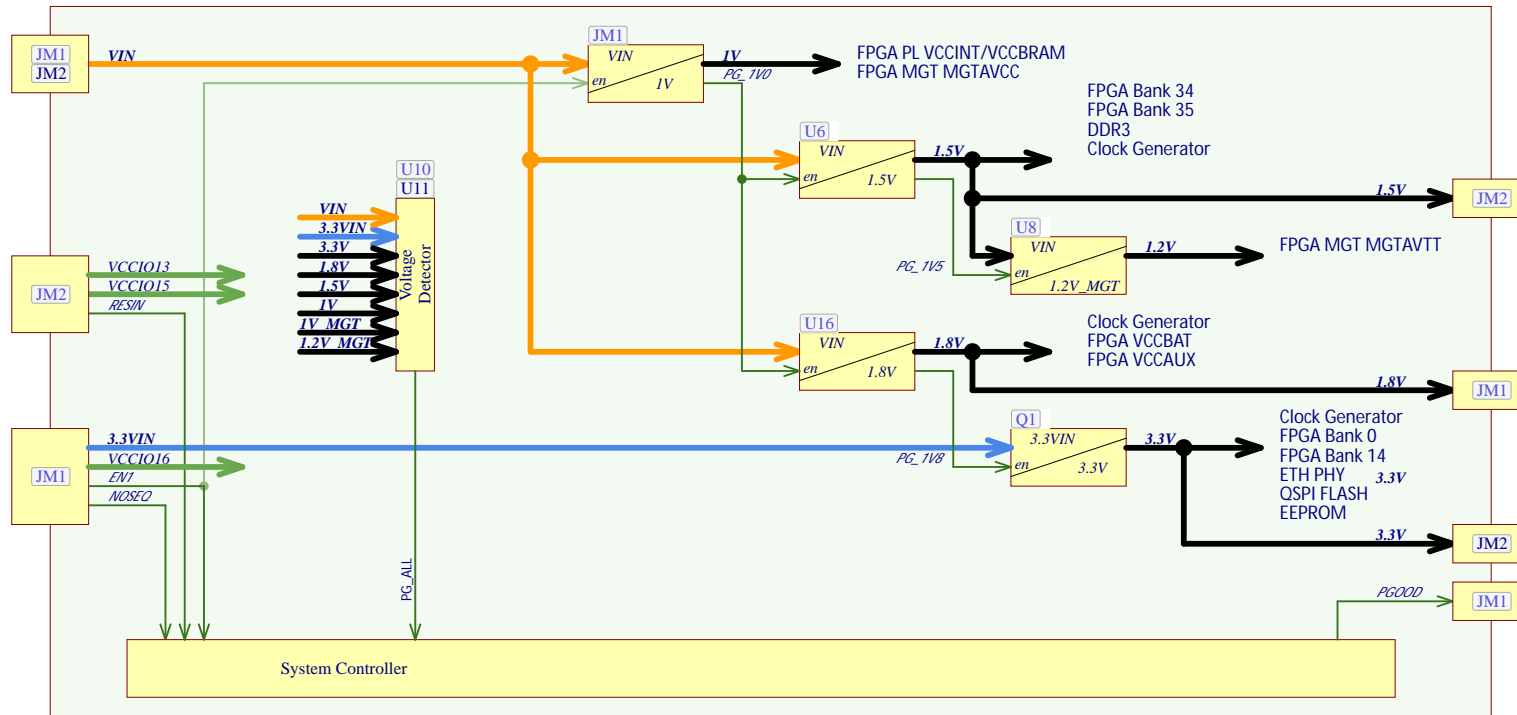 JM1
JM2
VIN
JM1
VIN
en
1V
1V
PG_1V0
FPGA PL VCCINT/VCCBRAM
FPGA MGT MGTAVCC
U6
VIN
en
1.5V
1.5V
FPGA Bank 34
FPGA Bank 35
DDR3
Clock Generator
1.5V
JM2
U10
U11
Voltage
Detector
VIN
3.3VIN
3.3V
1.8V
1.5V
1V
1V_MGT
1.2V_MGT
U8
VIN
en
1.2V_MGT
PG_1V5
1.2V
FPGA MGT MGTAVTT
JM2
VCCIO13
VCCIO15
RESIN
U16
VIN
en
1.8V
1.8V
Clock Generator
FPGA VCCBAT
FPGA VCCAUX
1.8V
JM1
JM1
3.3VIN
VCCIO16
EN1
NOSEQ
Q1
3.3VIN
en
3.3V
PG_1V8
3.3V
Clock Generator
FPGA Bank 0
FPGA Bank 14
ETH PHY
3.3V
QSPI FLASH
EEPROM
3.3V
JM2
PG_ALL
PGOOD
JM1
System Controller